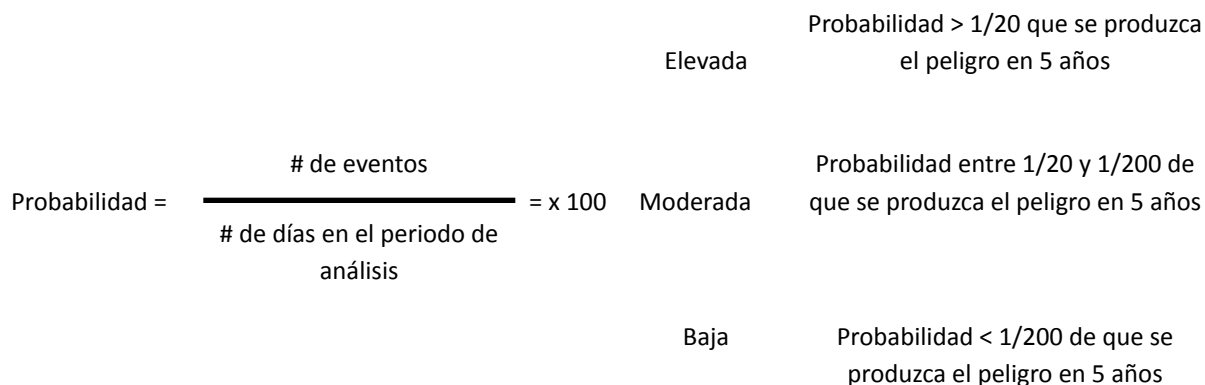 Probabilidad > 1/20 que se produzca
el peligro en 5 años
Elevada
# de eventos
Probabilidad =
= x 100
# de días en el periodo de
análisis
Moderada
Probabilidad entre 1/20 y 1/200 de
que se produzca el peligro en 5 años
Baja
Probabilidad < 1/200 de que se
produzca el peligro en 5 años